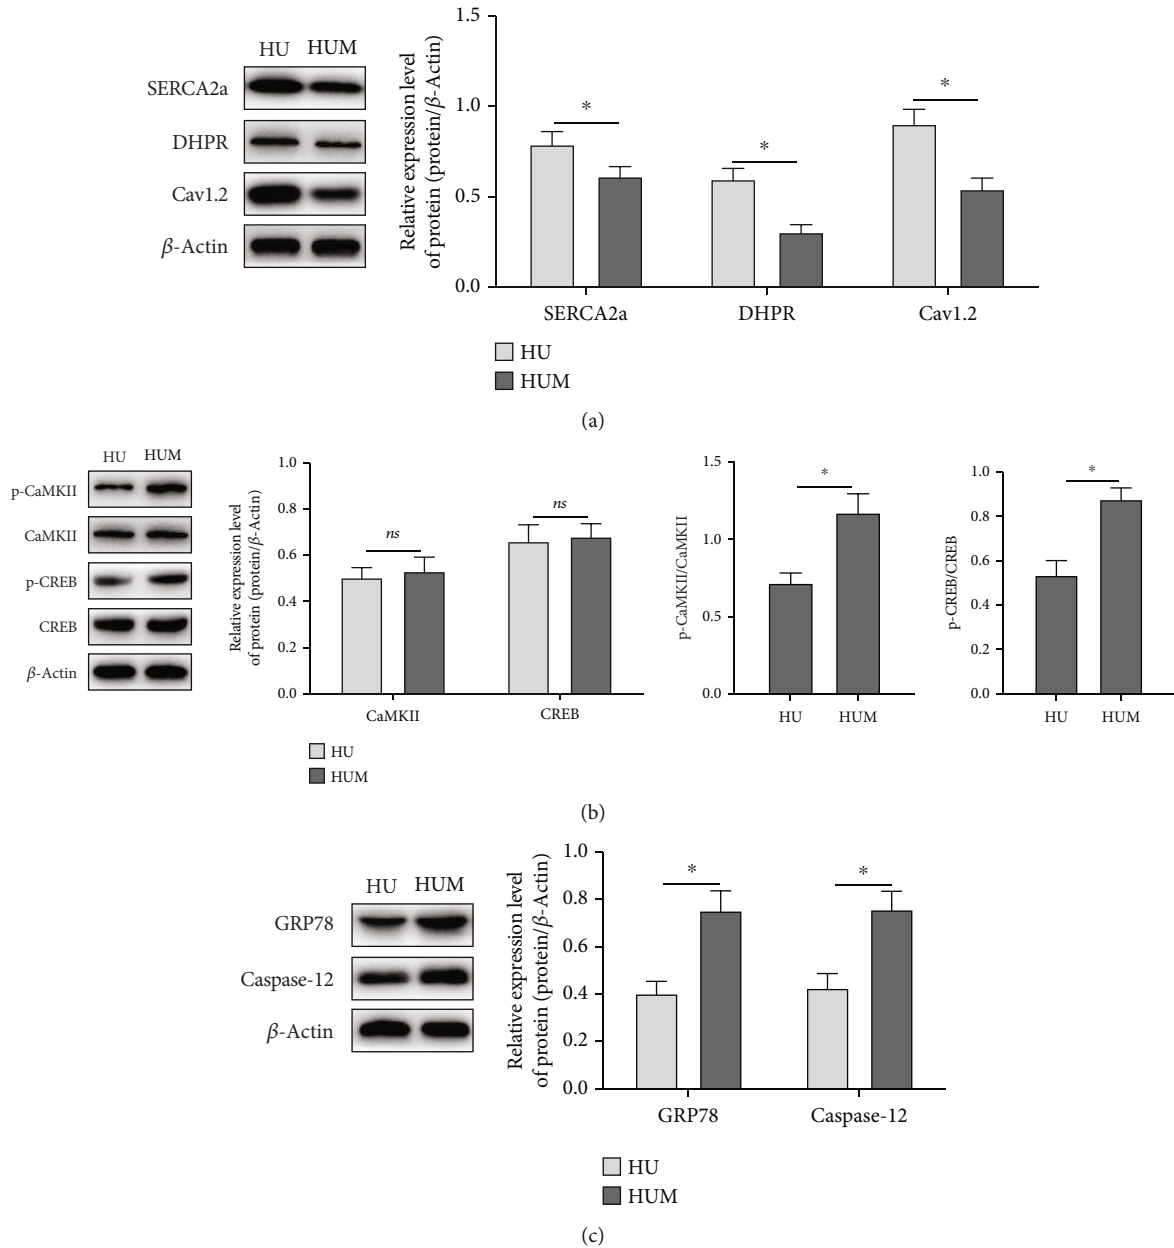 HU HUM
SERCA2a
DHPR
Cav1.2
β-Actin
Relative expression level
of protein (protein/β-Actin)
1.5
1.0
0.5
0.0
* * *
SERCA2a DHPR Cav1.2
HU
HUM
(a)
HU HUM
p-CaMKII
CaMKII
p-CREB
CREB
β-Actin
Relative expression level
of protein (protein/β-Actin)
1.0
0.8
0.6
0.4
0.2
0.0
ns ns
CaMKII CREB
HU
HUM
p-CaMKII/CaMKII
1.5
1.0
0.5
0.0
*
HU HUM
p-CREB/CREB
1.0
0.8
0.6
0.4
0.2
0.0
*
HU HUM
(b)
HU HUM
GRP78
Caspase-12
β-Actin
Relative expression level
of protein (protein/β-Actin)
1.0
0.8
0.6
0.4
0.2
0.0
* *
GRP78 Caspase-12
HU
HUM
(c)